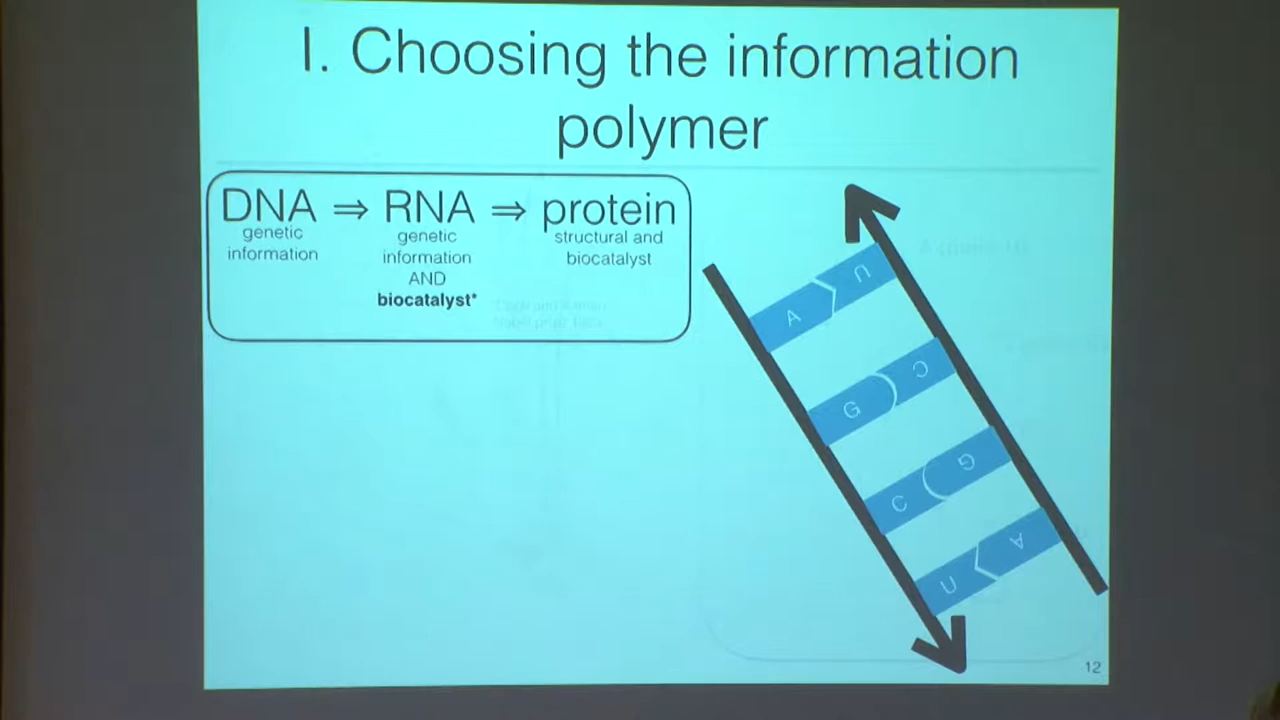 I. Choosing the information
polymer
DNA ⇒ RNA ⇒ protein
genetic
information
genetic
information
AND
biocatalyst*
structural and
biocatalyst
A U
G C
C G
U A
12